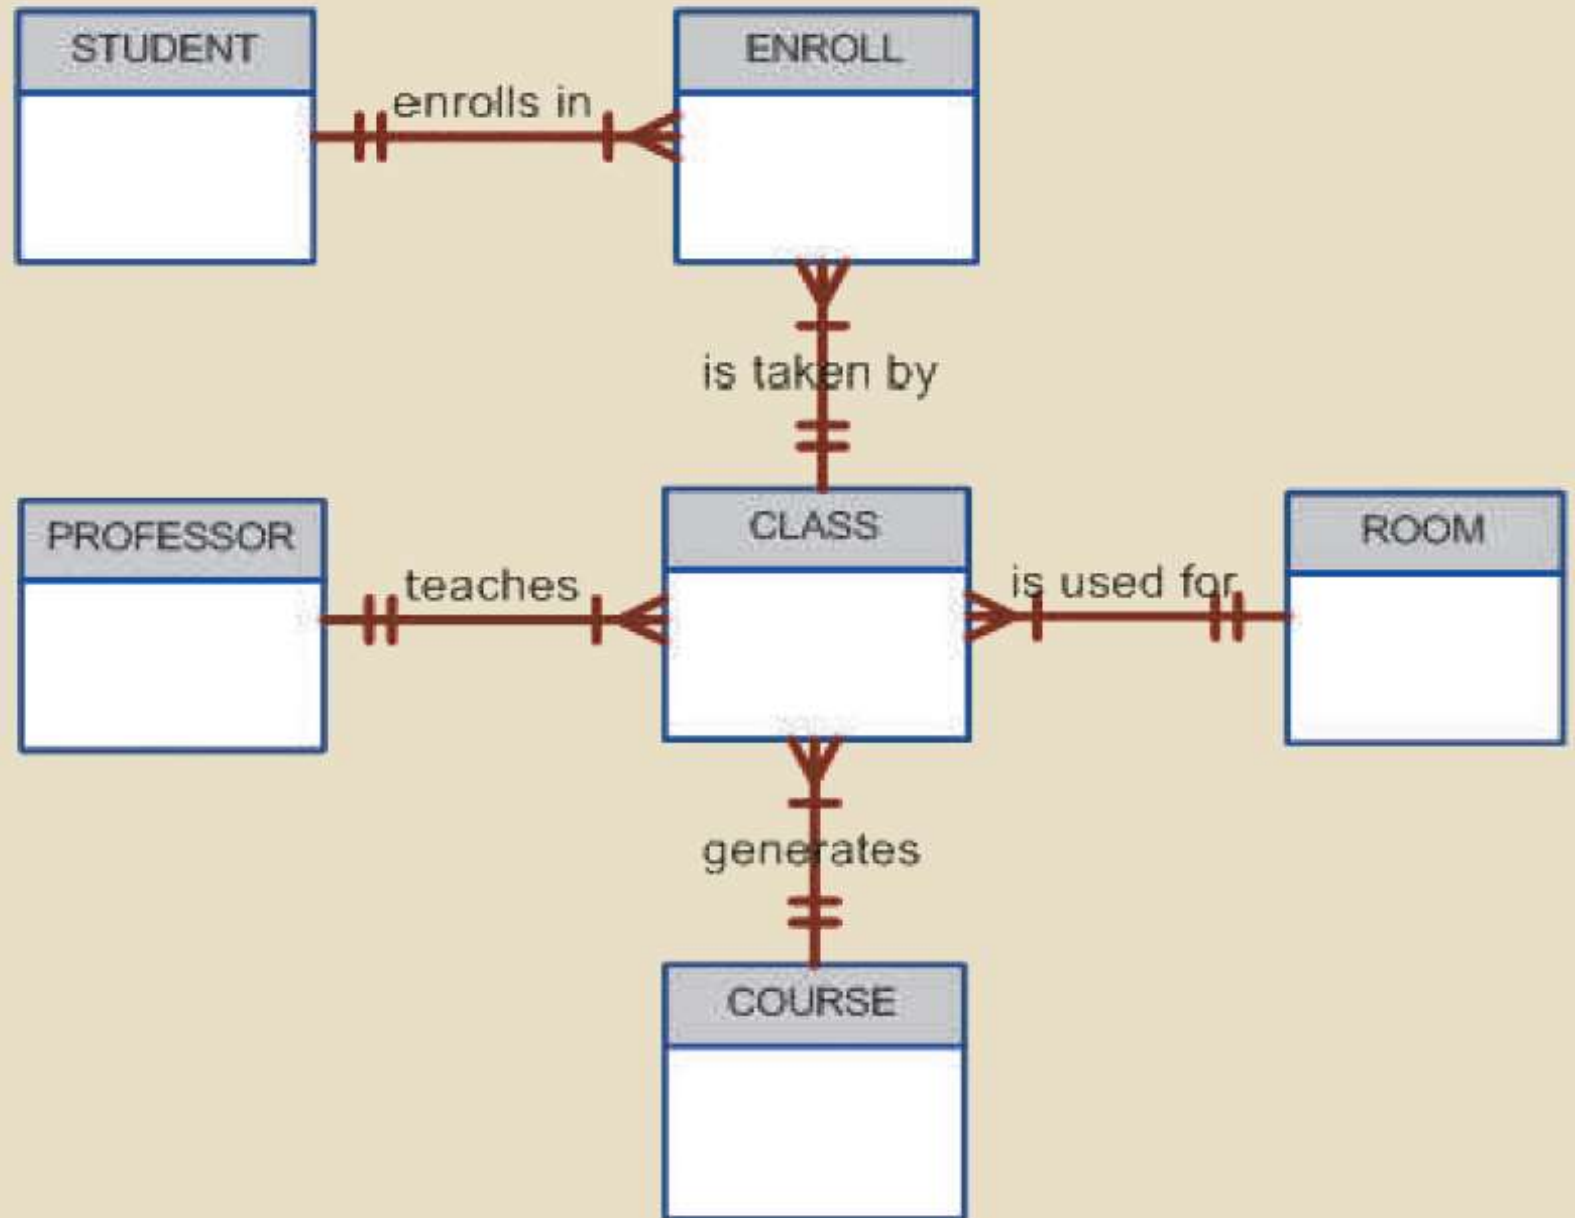 STUDENT
enrolls in
ENROLL
is taken by
PROFESSOR
teaches
CLASS
is used for
ROOM
generates
COURSE